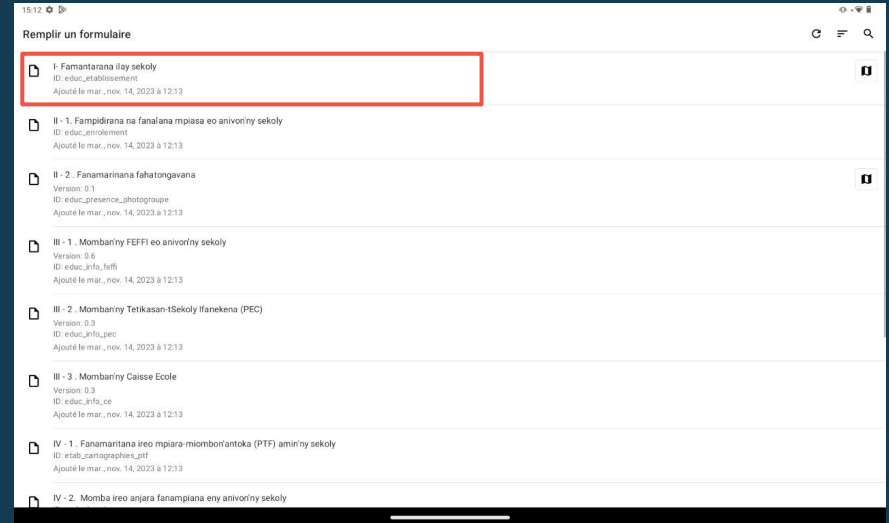 15:12
Remplir un formulaire
I- Famantarana ilay sekoly
ID: educ_etablissement
Ajouté le mar., nov. 14, 2023 à 12:13
II - 1. Fampidirana na fanalana mpiasa eo anivon'ny sekoly
ID: educ_enrolement
Ajouté le mar., nov. 14, 2023 à 12:13
II - 2 . Fanamarinana fahatongavana
Version: 0.1
ID: educ_presence_photogroupe
Ajouté le mar., nov. 14, 2023 à 12:13
III - 1 . Momban'ny FEFFI eo anivon'ny sekoly
Version: 0.6
ID: educ_info_feffi
Ajouté le mar., nov. 14, 2023 à 12:13
III - 2 . Momban'ny Tetikasan-tSekoly Ifanekena (PEC)
Version: 0.3
ID: educ_info_pec
Ajouté le mar., nov. 14, 2023 à 12:13
III - 3 . Momban'ny Caisse Ecole
Version: 0.3
ID: educ_info_ce
Ajouté le mar., nov. 14, 2023 à 12:13
IV - 1 . Fanamaritana ireo mpiara-miombon'antoka (PTF) amin'ny sekoly
ID: etab_cartographies_ptf
Ajouté le mar., nov. 14, 2023 à 12:13
IV - 2. Momba ireo anjara fanampiana eny anivon'ny sekoly